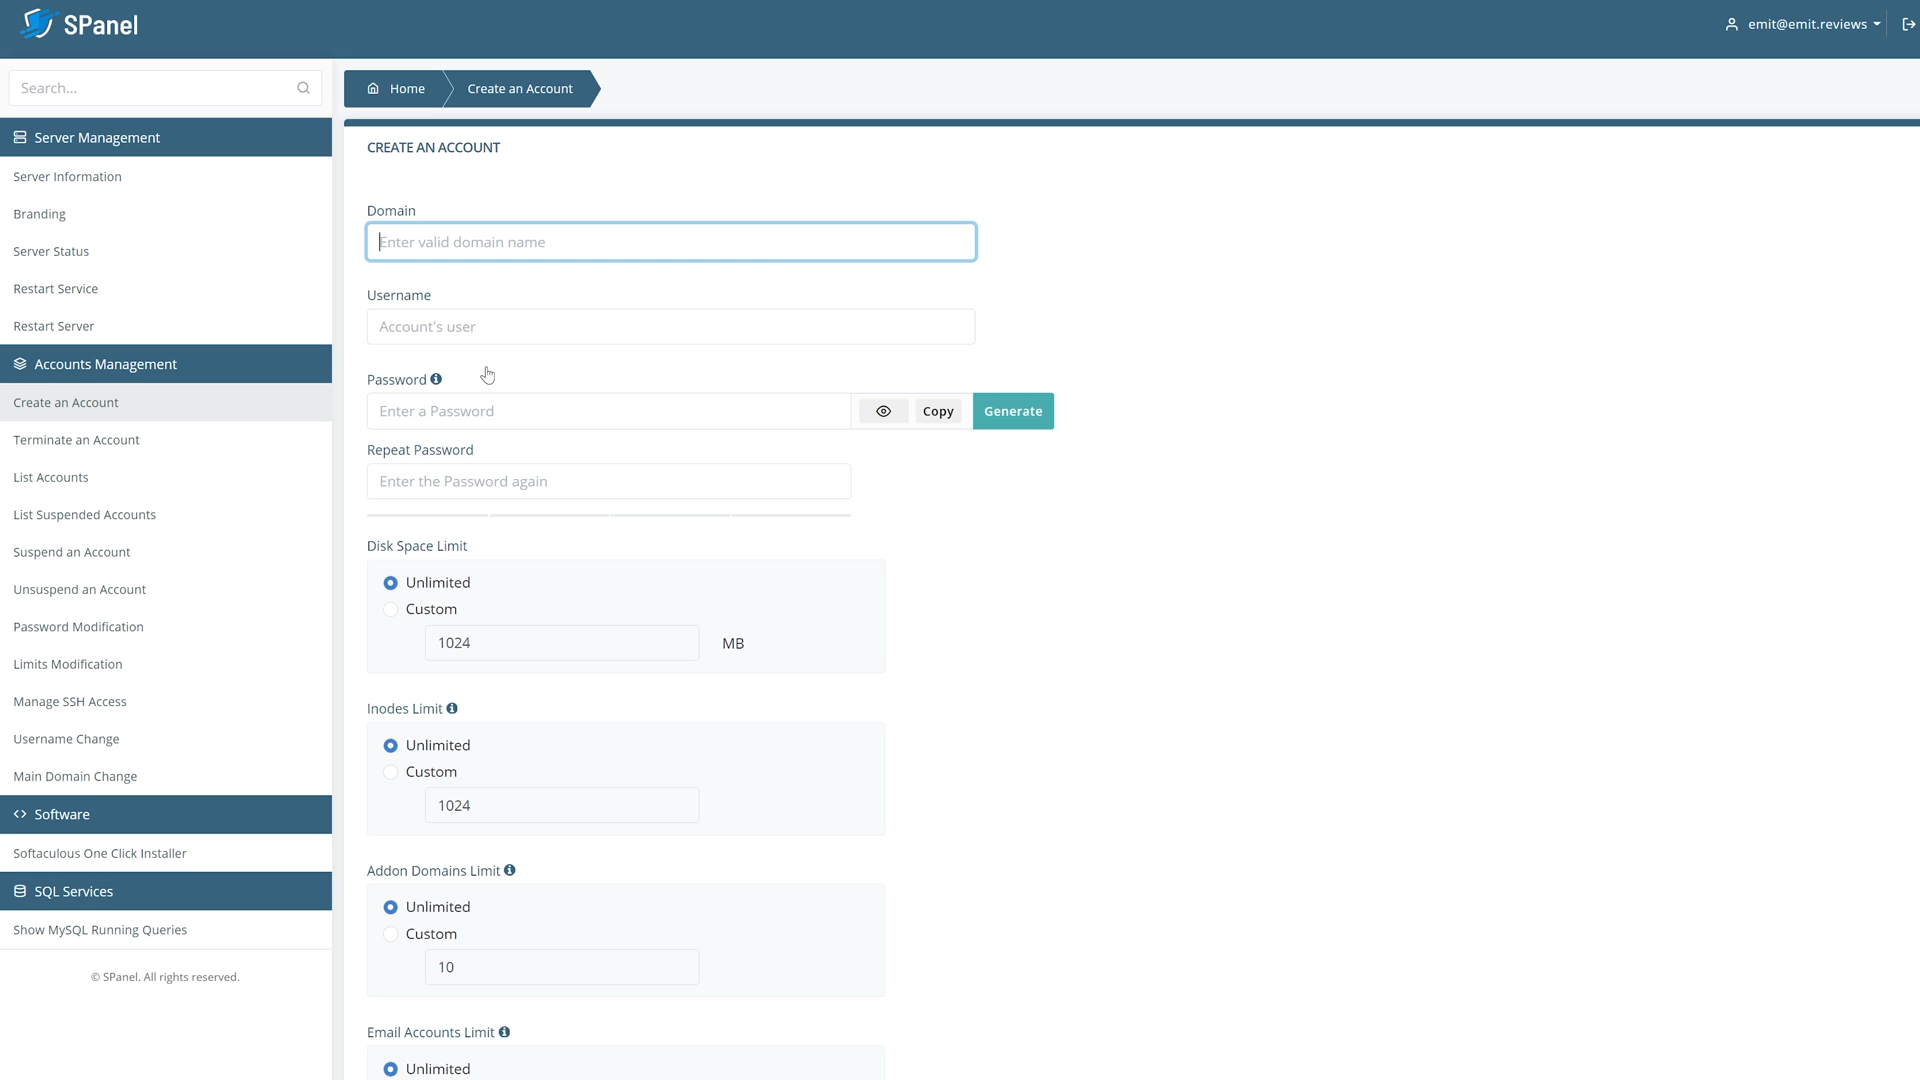 SPanel
emit@emit.reviews
Search...
Home
Create an Account
Server Management
Server Information
Branding
Server Status
Restart Service
Restart Server
Accounts Management
Create an Account
Terminate an Account
List Accounts
List Suspended Accounts
Suspend an Account
Unsuspend an Account
Password Modification
Limits Modification
Manage SSH Access
Username Change
Main Domain Change
Software
Softaculous One Click Installer
SQL Services
Show MySQL Running Queries
© SPanel. All rights reserved.
CREATE AN ACCOUNT
Domain
Enter valid domain name
Username
Account's user
Password
Enter a Password
Copy
Generate
Repeat Password
Enter the Password again
Disk Space Limit
Unlimited
Custom
1024 MB
Inodes Limit
Unlimited
Custom
1024
Addon Domains Limit
Unlimited
Custom
10
Email Accounts Limit
Unlimited